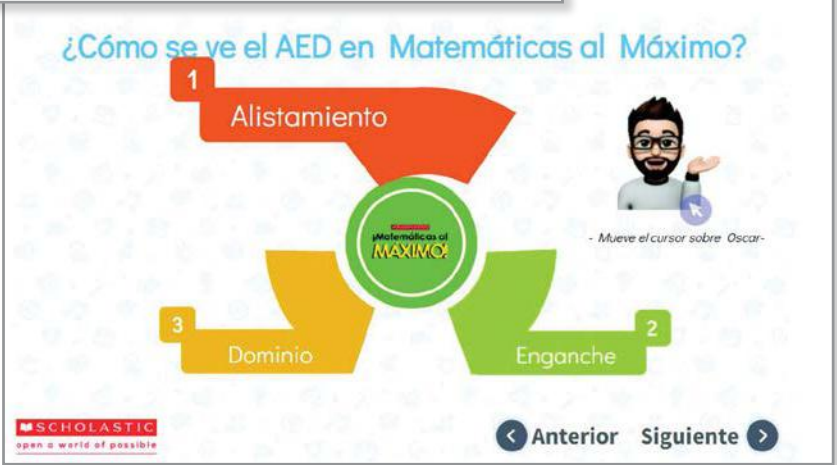 ¿Cómo se ve el AED en Matemáticas al Máximo?
1
Alistamiento
- Mueve el cursor sobre Oscar-
¡Matemáticas al
MÁXIMO!
3
Dominio
2
Enganche
SCHOLASTIC
open a world of possible
Anterior
Siguiente